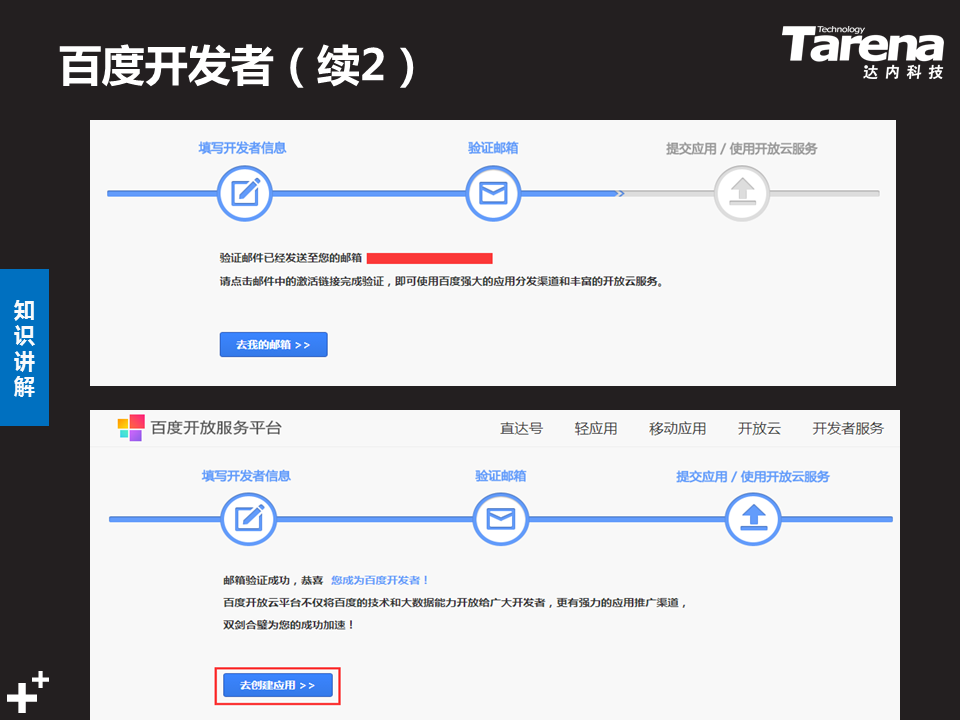 百度开发者（续2）
Technology
Tarena
达内科技
知识讲解
填写开发者信息
验证邮箱
提交应用 / 使用开放云服务
验证邮件已经发送至您的邮箱
请点击邮件中的激活链接完成验证，即可使用百度强大的应用分发渠道和丰富的开放云服务。
去我的邮箱 >>
百度开放服务平台
直达号 轻应用 移动应用 开放云 开发者服务
填写开发者信息
验证邮箱
提交应用 / 使用开放云服务
邮箱验证成功，恭喜 您成为百度开发者！
百度开放云平台不仅将百度的技术和大数据能力开放给广大开发者，更有强力的应用推广渠道，
双剑合璧为您的成功加速！
去创建应用 >>